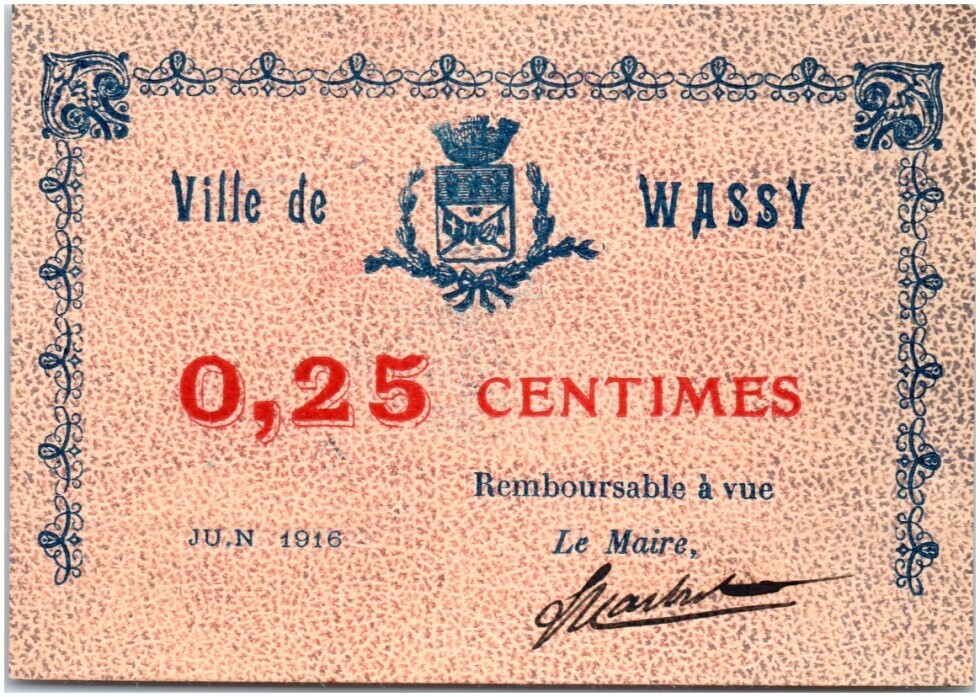 Ville de WASSY
0,25 CENTIMES
Remboursable à vue
JU.N 1916
Le Maire,